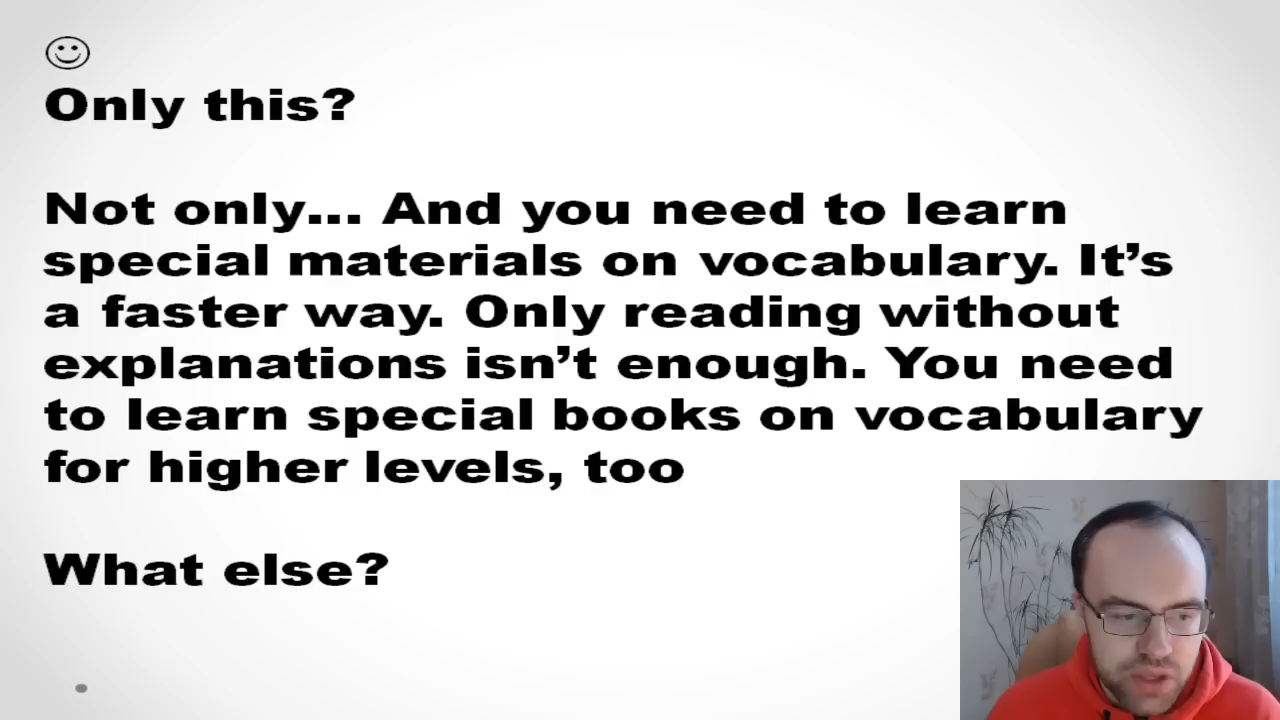 Only this?
Not only... And you need to learn
special materials on vocabulary. It’s
a faster way. Only reading without
explanations isn’t enough. You need
to learn special books on vocabulary
for higher levels, too
What else?